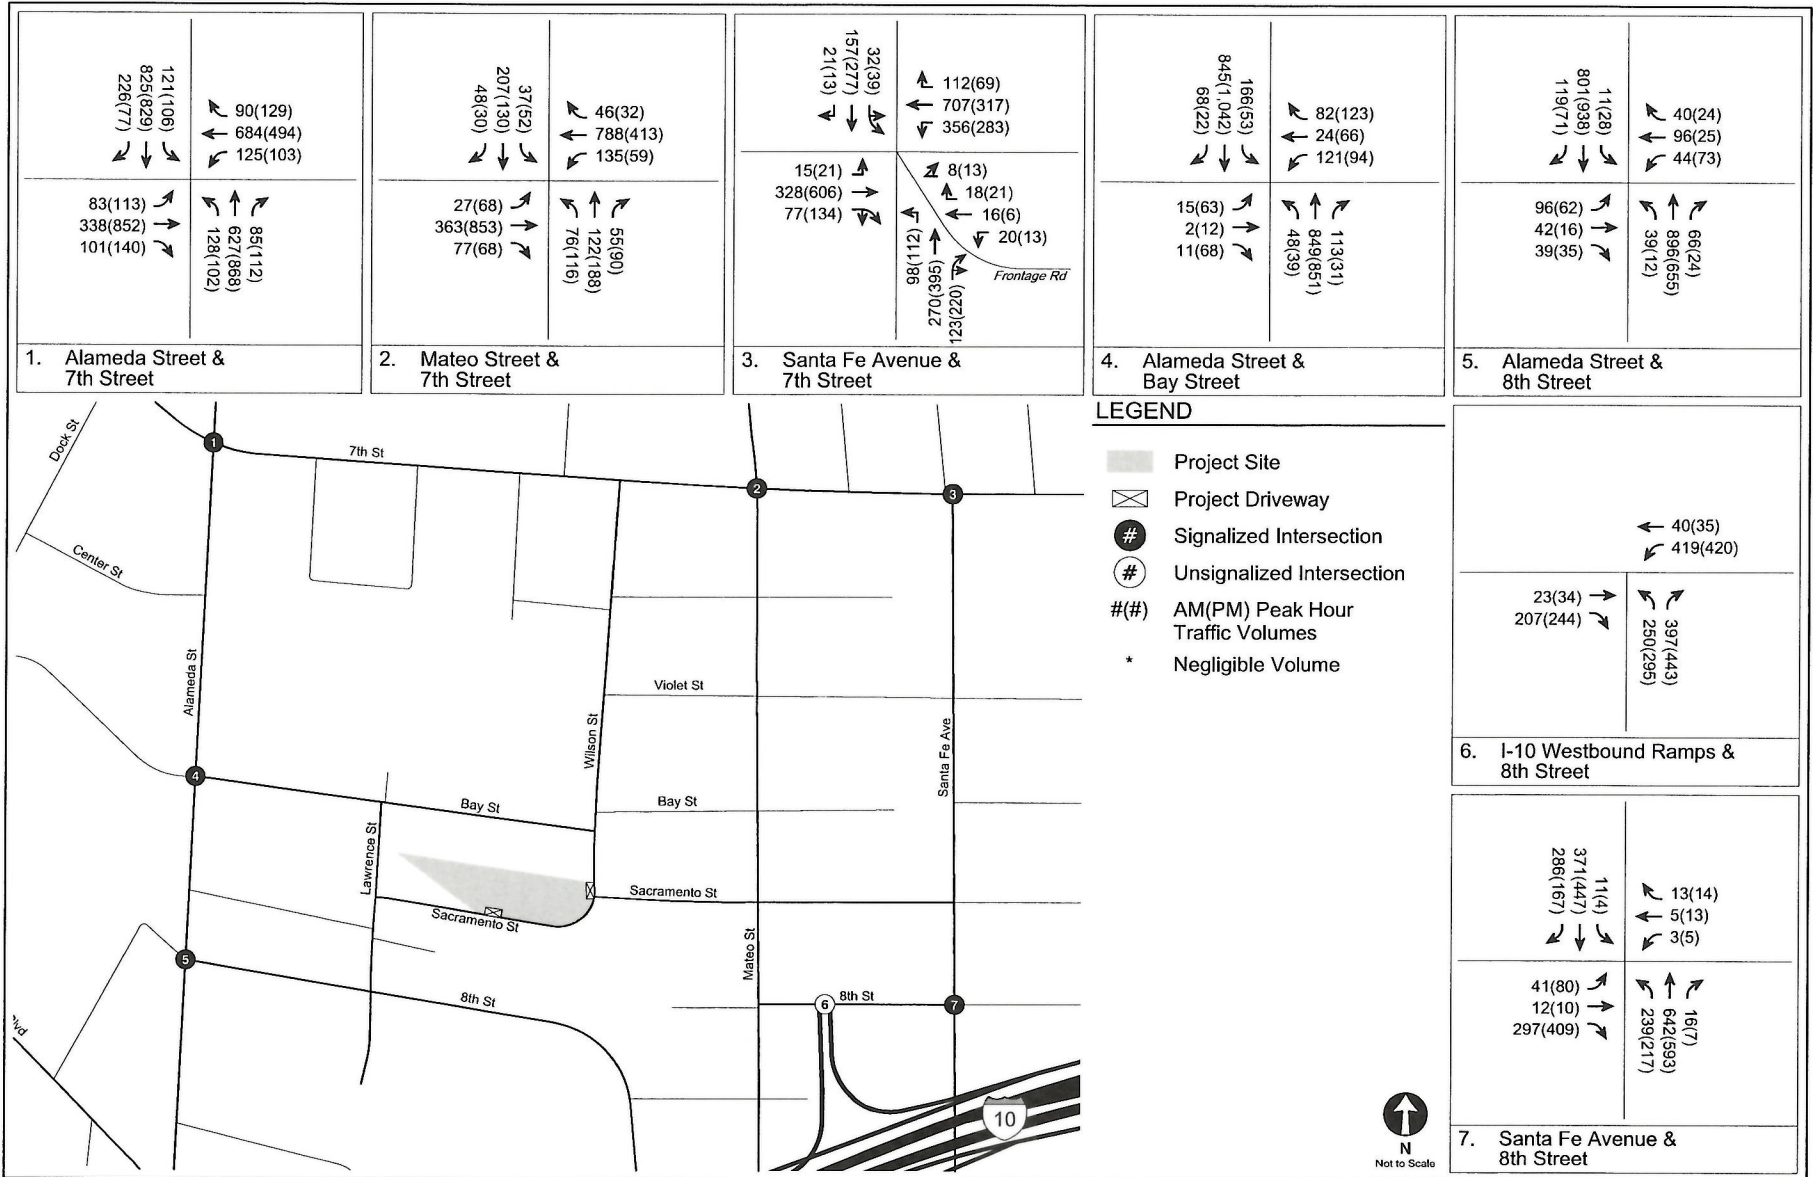 226(77)
825(829)
121(106)
90(129)
684(494)
125(103)
83(113)
338(852)
101(140)
128(102)
627(868)
85(112)
1. Alameda Street &
7th Street
48(30)
207(130)
37(52)
46(32)
788(413)
135(59)
27(68)
363(853)
77(68)
76(116)
122(188)
55(90)
2. Mateo Street &
7th Street
21(13)
157(277)
32(39)
112(69)
707(317)
356(283)
15(21)
328(606)
77(134)
8(13)
18(21)
16(6)
20(13)
98(112)
270(395)
123(220)
Frontage Rd
3. Santa Fe Avenue &
7th Street
68(22)
845(1,042)
166(53)
82(123)
24(66)
121(94)
15(63)
2(12)
11(68)
48(39)
849(851)
113(31)
4. Alameda Street &
Bay Street
119(71)
801(938)
11(28)
40(24)
96(25)
44(73)
96(62)
42(16)
39(35)
39(12)
896(655)
66(24)
5. Alameda Street &
8th Street
LEGEND
Project Site
Project Driveway
# Signalized Intersection
# Unsignalized Intersection
#(#) AM(PM) Peak Hour
Traffic Volumes
* Negligible Volume
40(35)
419(420)
23(34)
207(244)
250(295)
397(443)
6. I-10 Westbound Ramps &
8th Street
286(167)
371(447)
11(4)
13(14)
5(13)
3(5)
41(80)
12(10)
297(409)
239(217)
642(593)
16(7)
7. Santa Fe Avenue &
8th Street
Dock St
1
7th St
2
3
Center St
Alameda St
Violet St
Wilson St
Santa Fe Ave
4
Bay St
Bay St
Lawrence St
Sacramento St
Sacramento St
Mateo St
5
8th St
6
8th St
7
lvd
10
N
Not to Scale